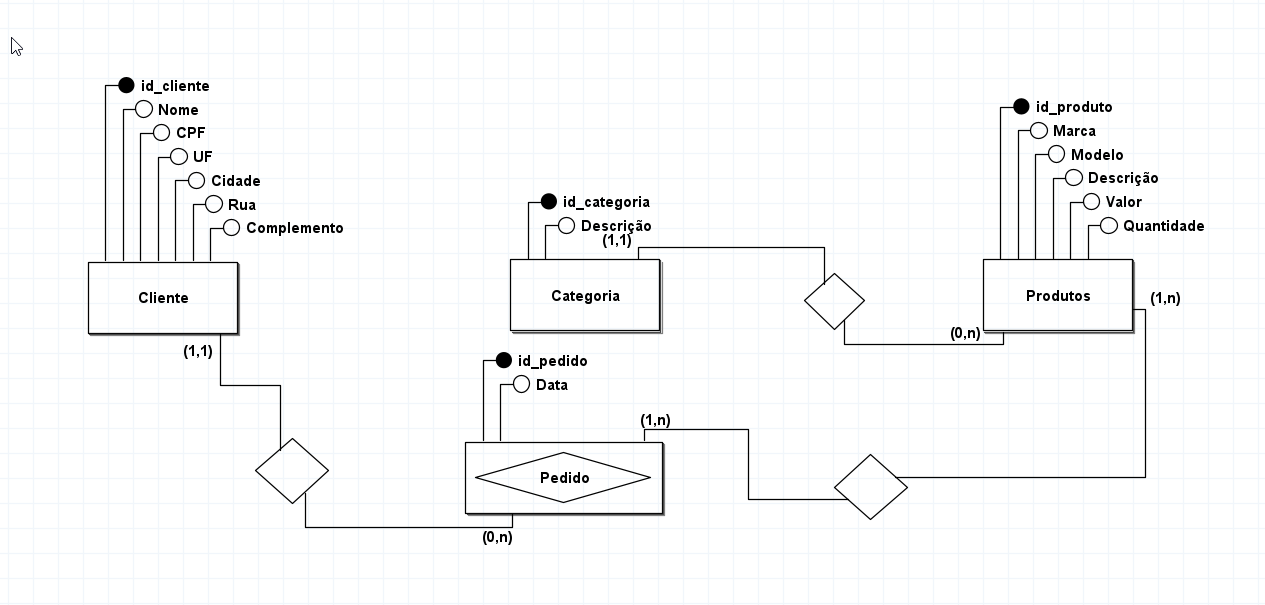 id_cliente
Nome
CPF
UF
Cidade
Rua
Complemento
Cliente
(1,1)
id_categoria
Descrição
(1,1)
Categoria
id_produto
Marca
Modelo
Descrição
Valor
Quantidade
Produtos
(1,n)
(0,n)
id_pedido
Data
(1,n)
Pedido
(0,n)